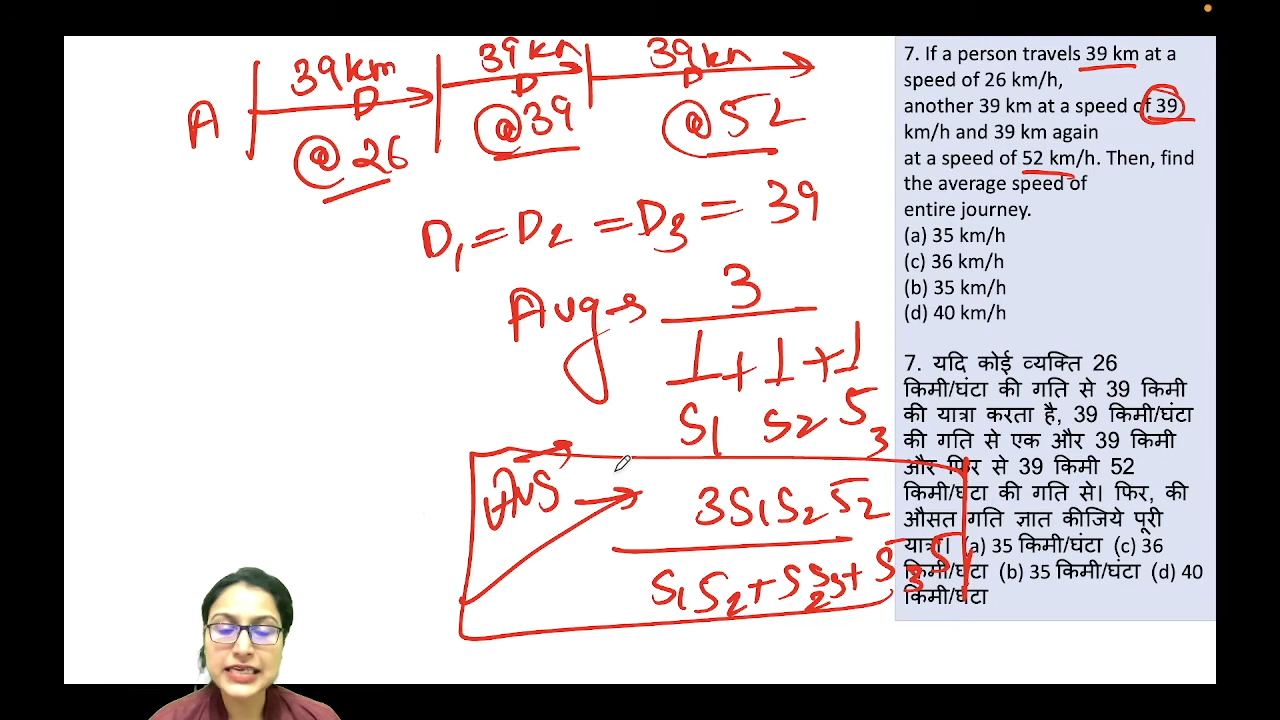 39km 39km 39km
D D D
A @ 26 @39 @ 52
D1 = D2 = D3 = 39
Avg → 3
1 + 1 + 1
S1 S2 S3
Avs → 3S1S2S2
S1S2 + S2S3 + S3S1
7. If a person travels 39 km at a
speed of 26 km/h,
another 39 km at a speed of 39
km/h and 39 km again
at a speed of 52 km/h. Then, find
the average speed of
entire journey.
(a) 35 km/h
(c) 36 km/h
(b) 35 km/h
(d) 40 km/h
7. यदि कोई व्यक्ति 26
किमी/घंटा की गति से 39 किमी
की यात्रा करता है, 39 किमी/घंटा
की गति से एक और 39 किमी
और फिर से 39 किमी 52
किमी/घंटा की गति से। फिर, की
औसत गति ज्ञात कीजिये पूरी
यात्रा। (a) 35 किमी/घंटा (c) 36
किमी/घंटा (b) 35 किमी/घंटा (d) 40
किमी/घंटा